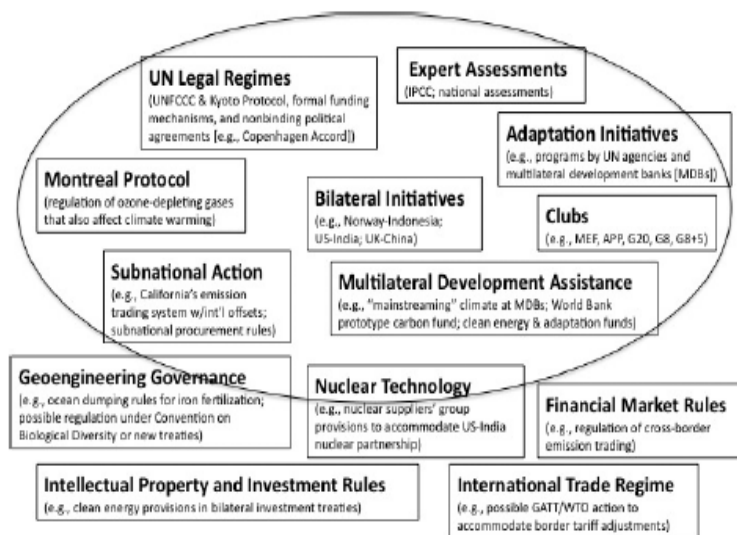 UN Legal Regimes
(UNFCCC & Kyoto Protocol, formal funding
mechanisms, and nonbinding political
agreements [e.g., Copenhagen Accord])
Expert Assessments
(IPCC; national assessments)
Adaptation Initiatives
(e.g., programs by UN agencies and
multilateral development banks [MDBs])
Montreal Protocol
(regulation of ozone-depleting gases
that also affect climate warming)
Bilateral Initiatives
(e.g., Norway-Indonesia;
US-India; UK-China)
Clubs
(e.g., MEF, APP, G20, G8, G8+5)
Subnational Action
(e.g., California's emission
trading system w/int'l offsets;
subnational procurement rules)
Multilateral Development Assistance
(e.g., "mainstreaming" climate at MDBs; World Bank
prototype carbon fund; clean energy & adaptation funds)
Geoengineering Governance
(e.g., ocean dumping rules for iron fertilization;
possible regulation under Convention on
Biological Diversity or new treaties)
Nuclear Technology
(e.g., nuclear suppliers' group
provisions to accommodate US-India
nuclear partnership)
Financial Market Rules
(e.g., regulation of cross-border
emission trading)
Intellectual Property and Investment Rules
(e.g., clean energy provisions in bilateral investment treaties)
International Trade Regime
(e.g., possible GATT/WTO action to
accommodate border tariff adjustments)